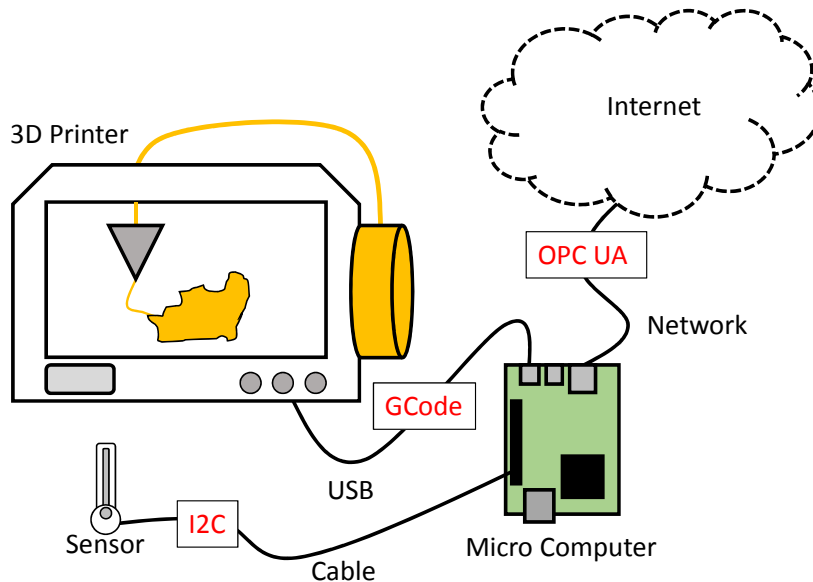 Internet
3D Printer
OPC UA
Network
GCode
USB
I2C
Sensor
Micro Computer
Cable